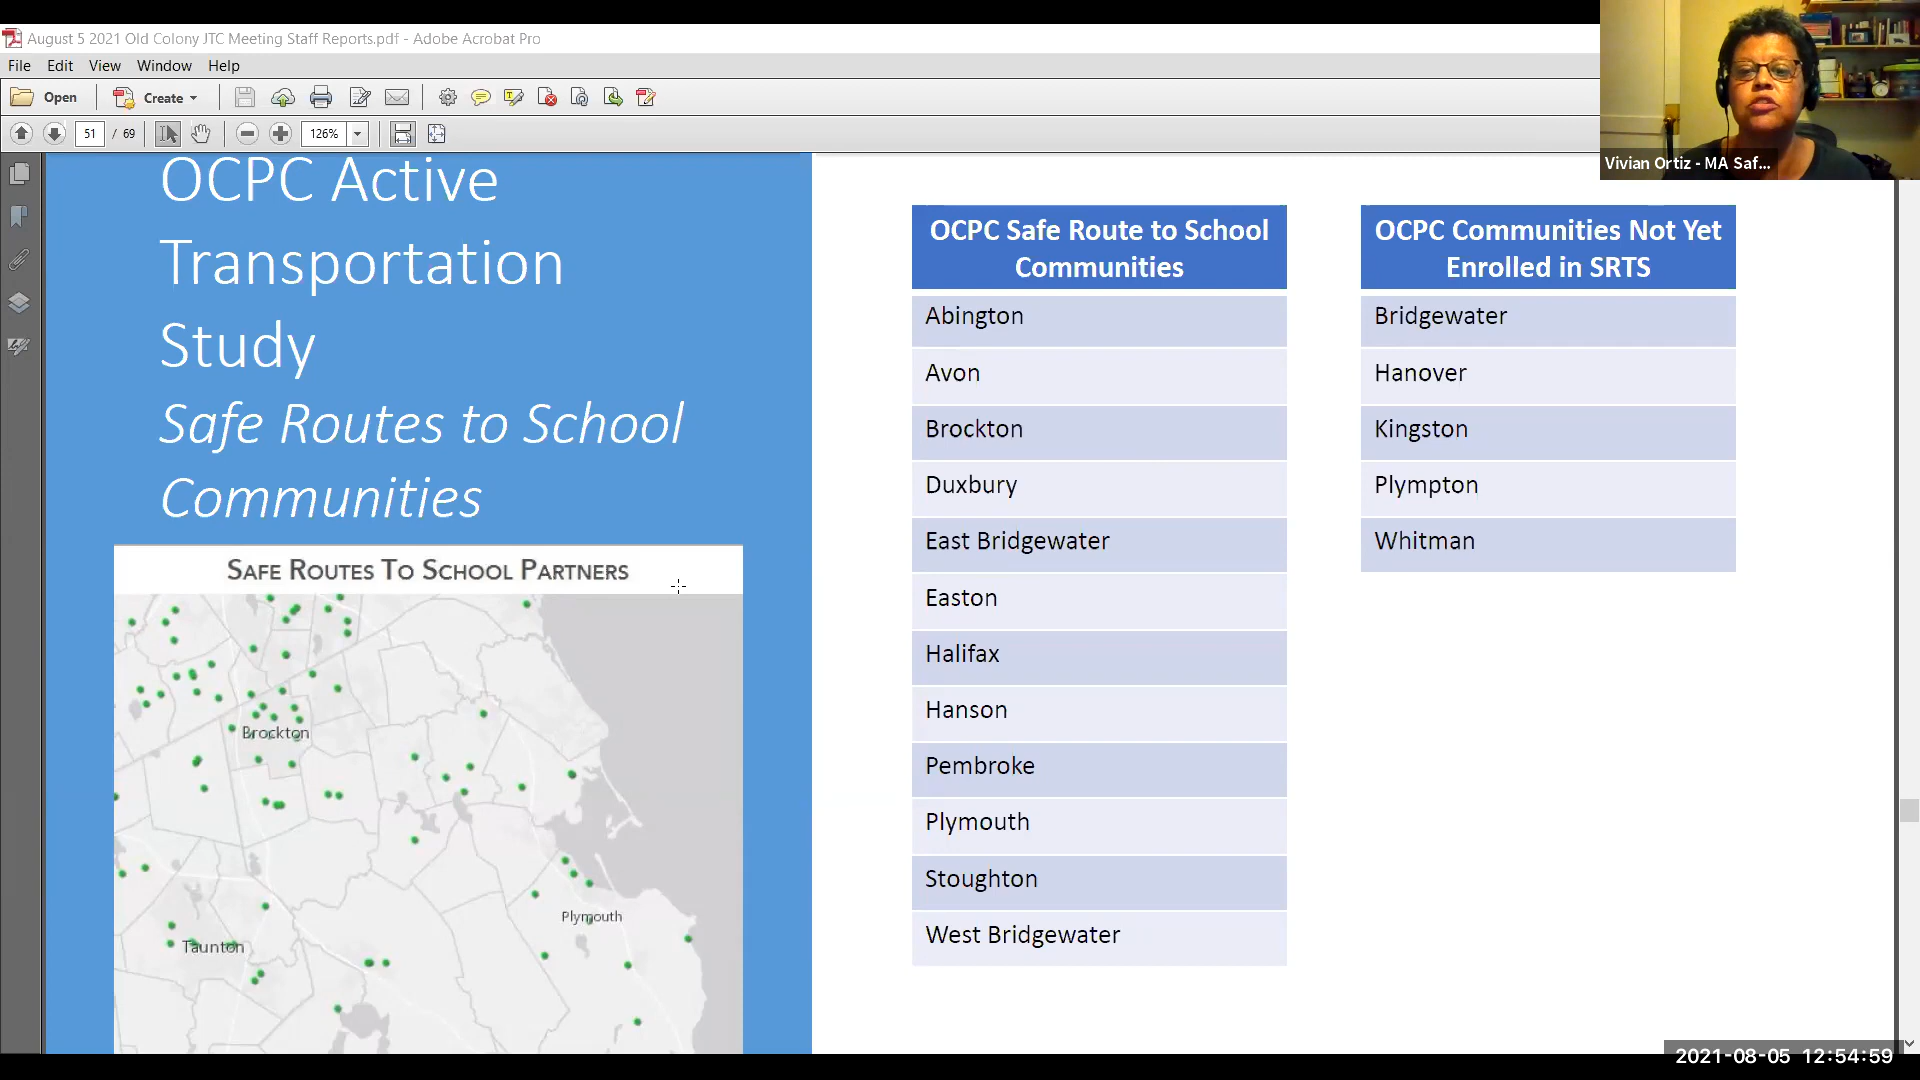 August 5 2021 Old Colony JTC Meeting Staff Reports.pdf - Adobe Acrobat Pro
File Edit View Window Help
Open Create
51 / 69 126%
Vivian Ortiz - MA Saf...
OCPC Active
Transportation
Study
Safe Routes to School
Communities
SAFE ROUTES TO SCHOOL PARTNERS
Brockton
Plymouth
Taunton
OCPC Safe Route to School
Communities
Abington
Avon
Brockton
Duxbury
East Bridgewater
Easton
Halifax
Hanson
Pembroke
Plymouth
Stoughton
West Bridgewater
OCPC Communities Not Yet
Enrolled in SRTS
Bridgewater
Hanover
Kingston
Plympton
Whitman
2021-08-05 12:54:59